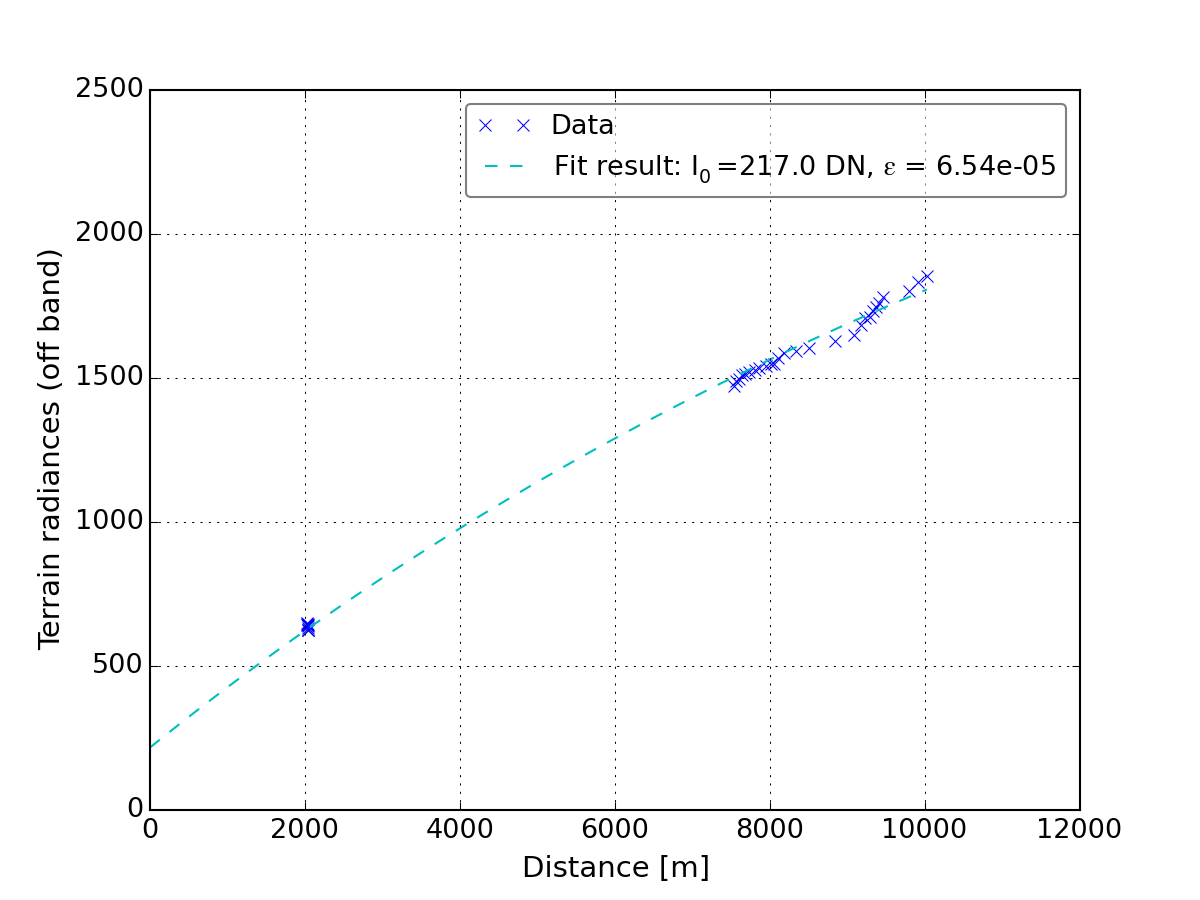 2500
2000
1500
1000
500
0
Terrain radiances (off band)
Data
Fit result: I₀=217.0 DN, ε = 6.54e-05
0 2000 4000 6000 8000 10000 12000
Distance [m]